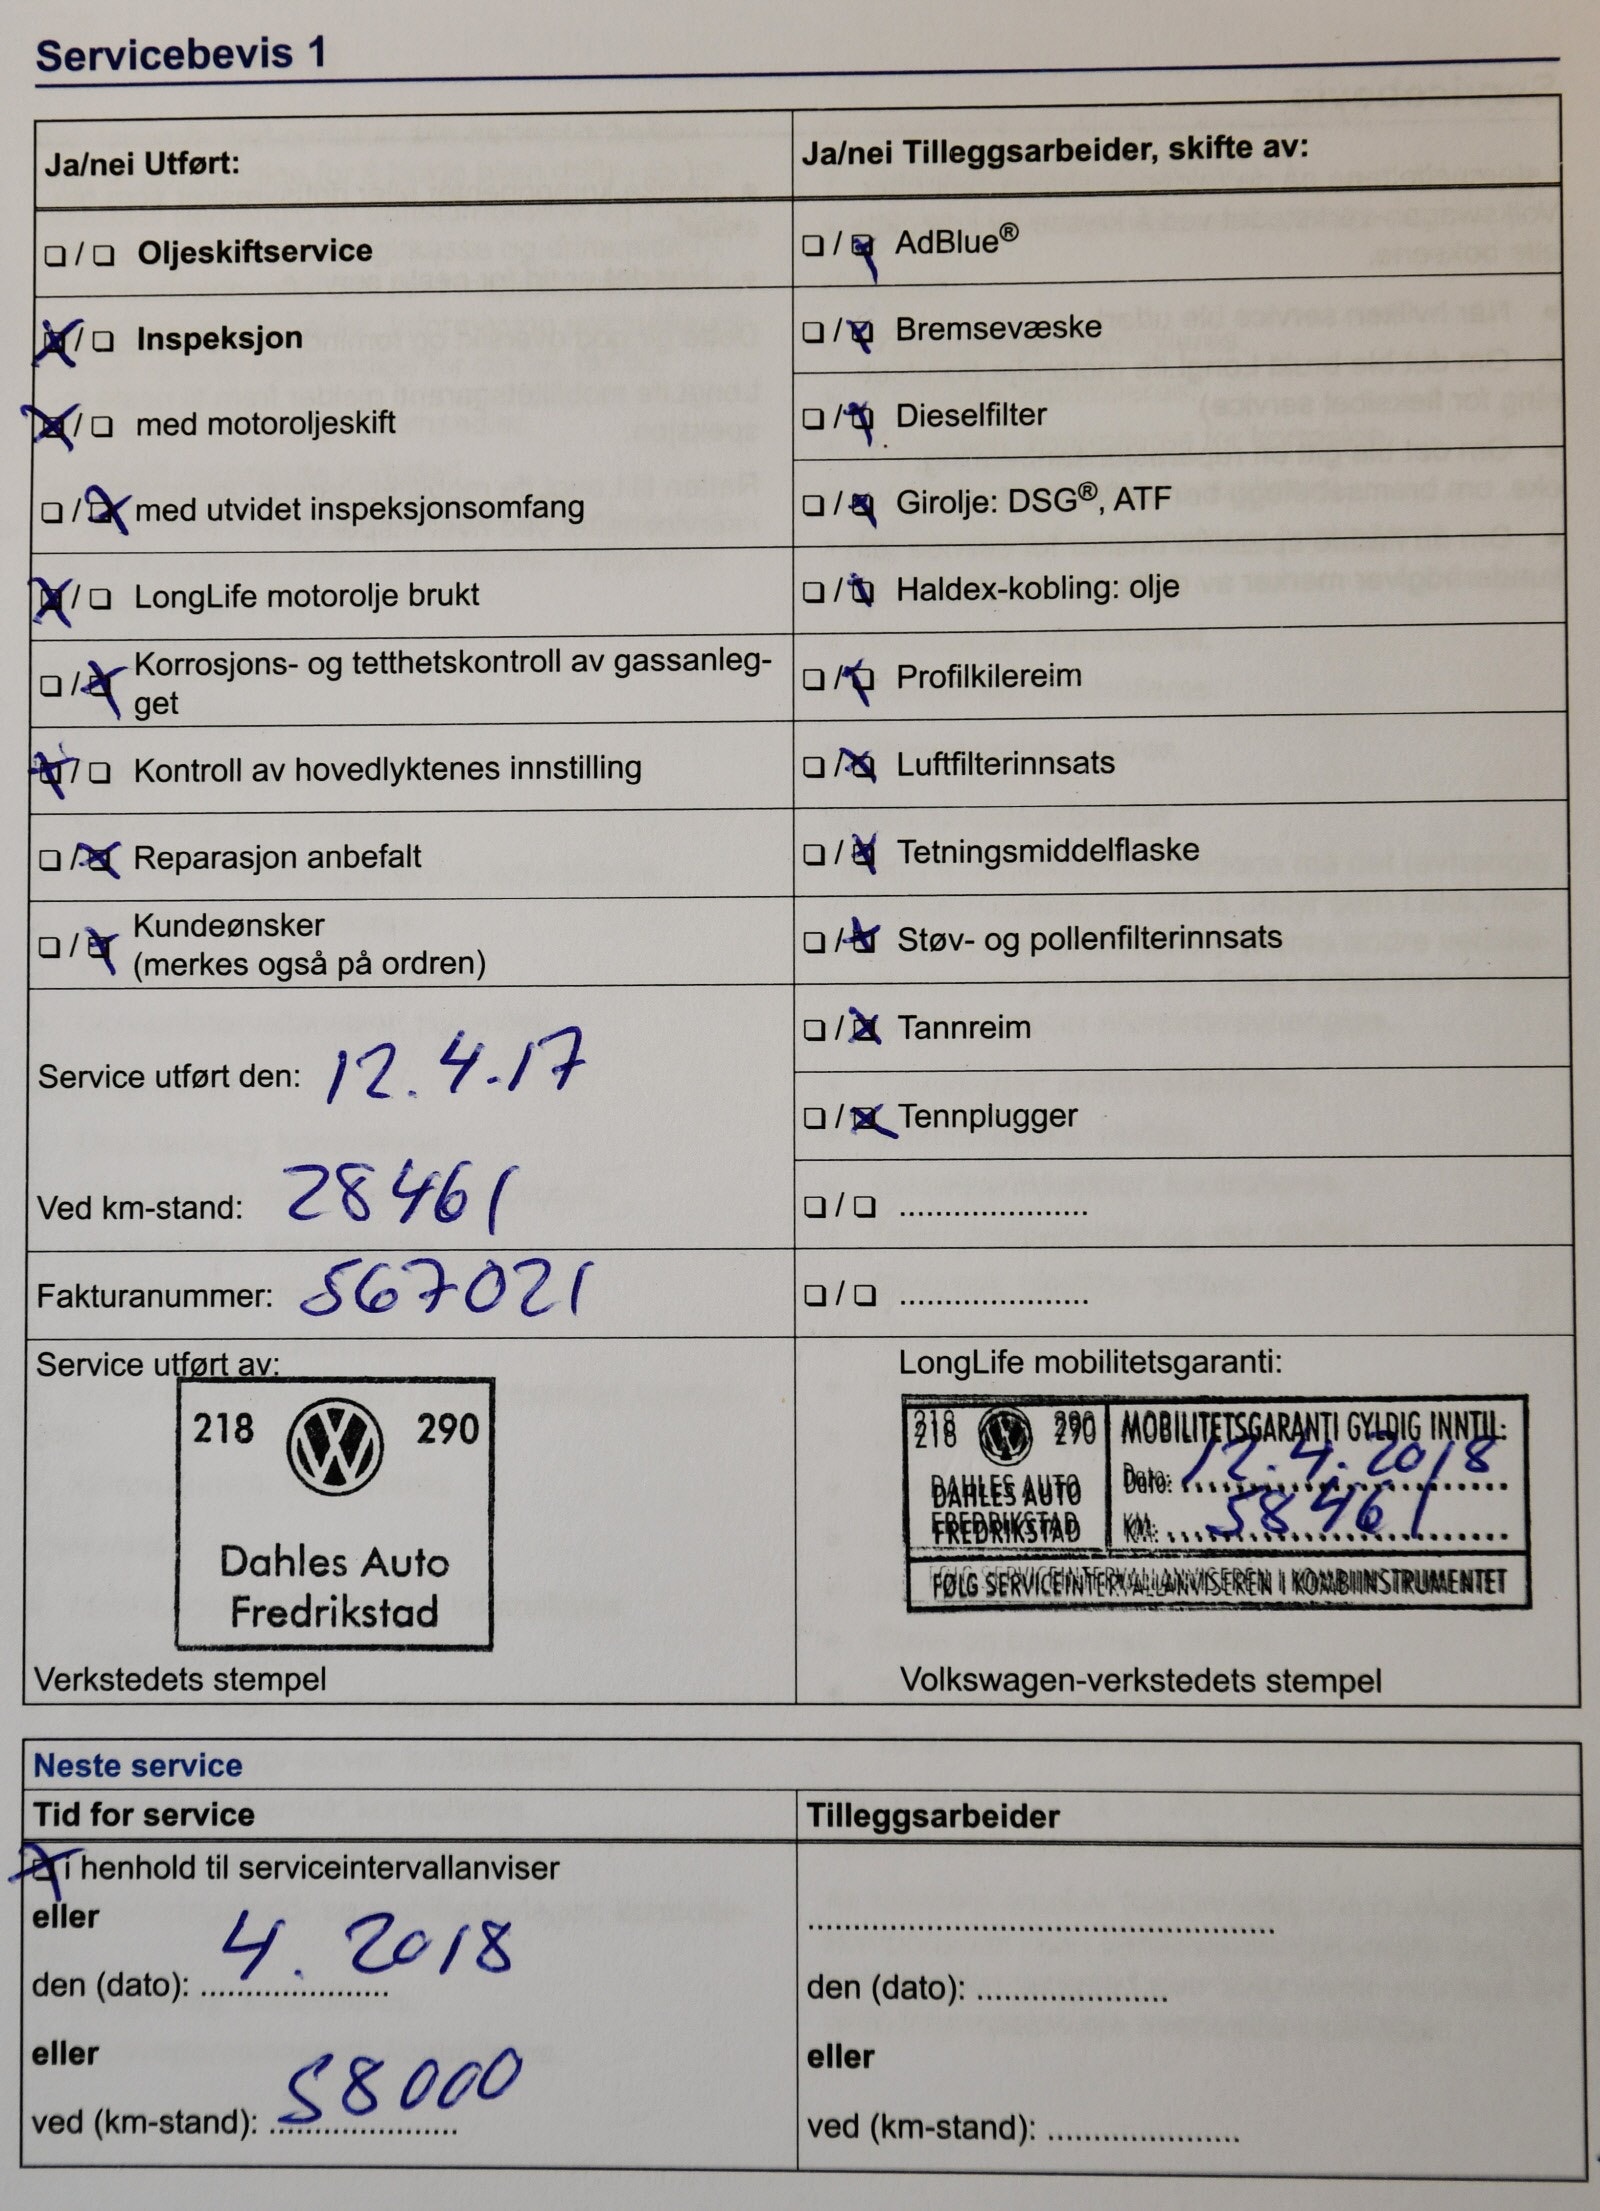 Servicebevis 1
Ja/nei Utført:
☐ / ☐ Oljeskiftservice
☒ / ☐ Inspeksjon
☒ / ☐ med motoroljeskift
☐ / ☒ med utvidet inspeksjonsomfang
☒ / ☐ LongLife motorolje brukt
☐ / ☒ Korrosjons- og tetthetskontroll av gassanleg-
get
☒ / ☐ Kontroll av hovedlyktenes innstilling
☐ / ☒ Reparasjon anbefalt
☐ / ☒ Kundeønsker
(merkes også på ordren)
Service utført den: 12.4.17
Ved km-stand: 28461
Fakturanummer: 567021
Service utført av:
218 VW 290
Dahles Auto
Fredrikstad
Verkstedets stempel
Ja/nei Tilleggsarbeider, skifte av:
☐ / ☒ AdBlue®
☐ / ☒ Bremsevæske
☐ / ☒ Dieselfilter
☐ / ☒ Girolje: DSG®, ATF
☐ / ☒ Haldex-kobling: olje
☐ / ☒ Profilkilereim
☐ / ☒ Luftfilterinnsats
☐ / ☒ Tetningsmiddelflaske
☐ / ☒ Støv- og pollenfilterinnsats
☐ / ☒ Tannreim
☐ / ☒ Tennplugger
☐ / ☐ .....................
☐ / ☐ .....................
LongLife mobilitetsgaranti:
218 VW 290
DAHLES AUTO
FREDRIKSTAD
MOBILITETSGARANTI GYLDIG INNTIL:
Dato: 12.4.2018
KM: 58461
FØLG SERVICEINTERVALLANVISEREN I KOMBIINSTRUMENTET
Volkswagen-verkstedets stempel
Neste service
Tid for service
☒ i henhold til serviceintervallanviser
eller
den (dato): 4. 2018
eller
ved (km-stand): 58000
Tilleggsarbeider
.........................................
den (dato): .....................
eller
ved (km-stand): .....................